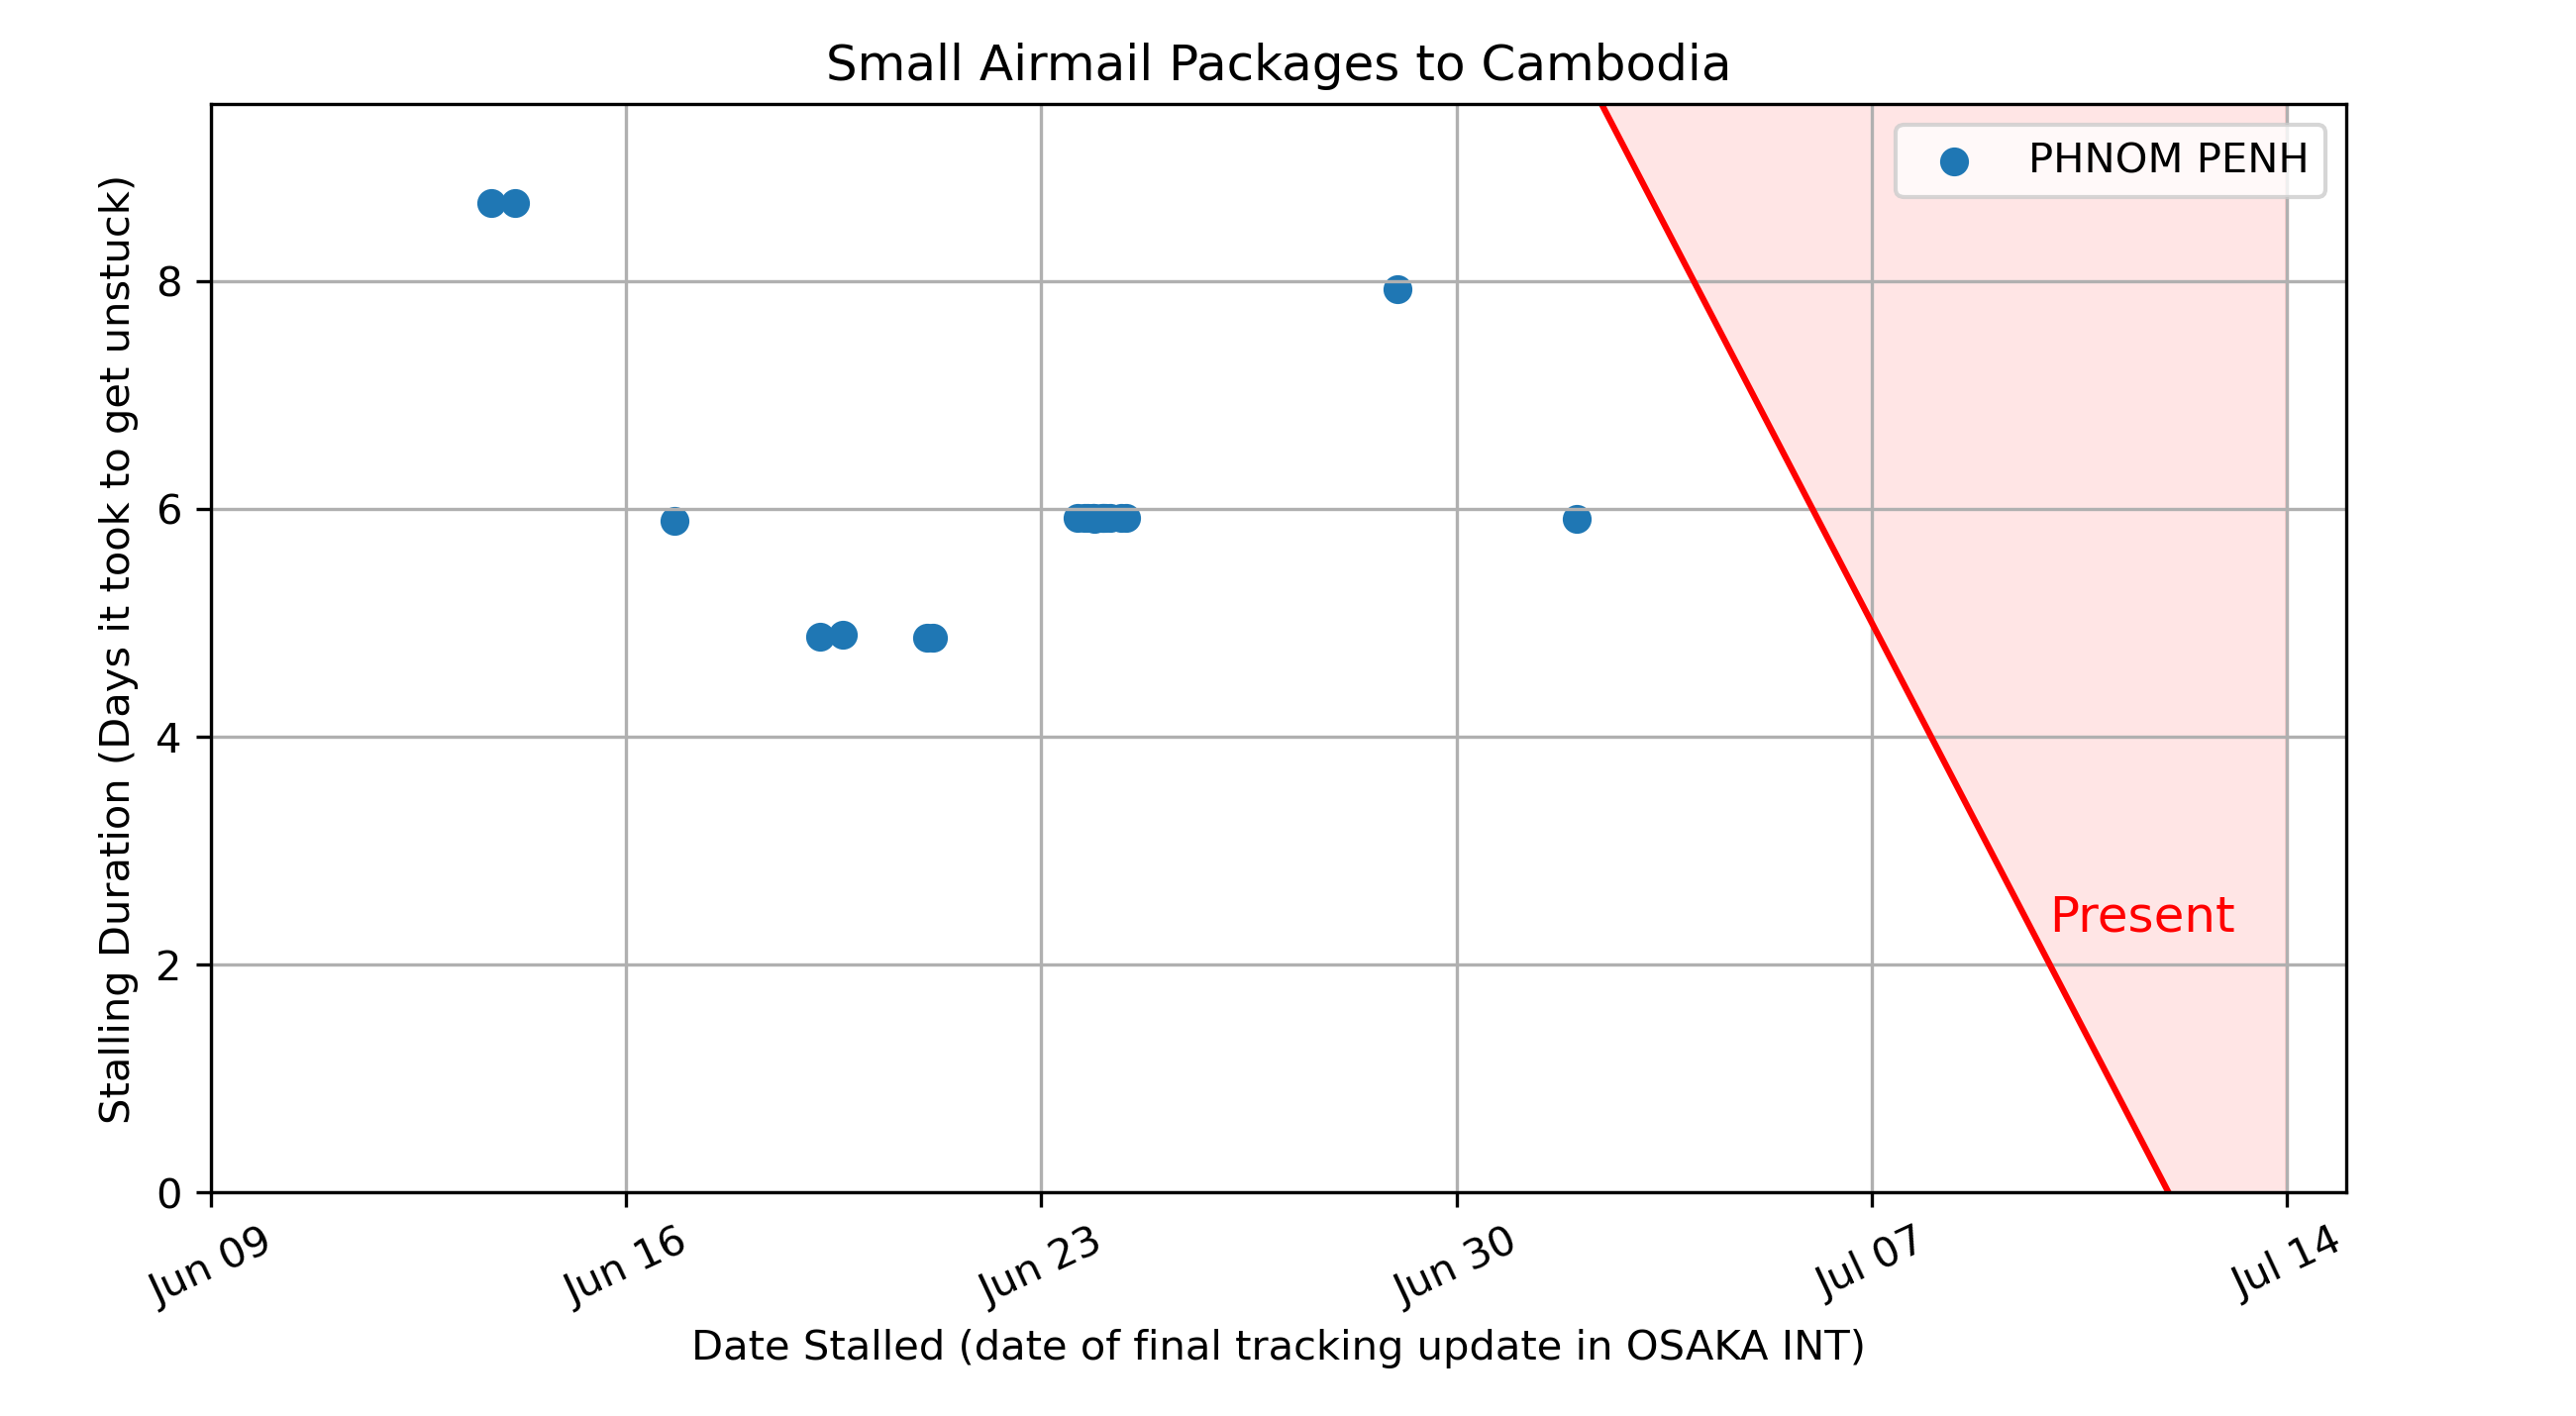 Small Airmail Packages to Cambodia
PHNOM PENH
Stalling Duration (Days it took to get unstuck)
8
6
4
2
0
Present
Jun 09
Jun 16
Jun 23
Jun 30
Jul 07
Jul 14
Date Stalled (date of final tracking update in OSAKA INT)